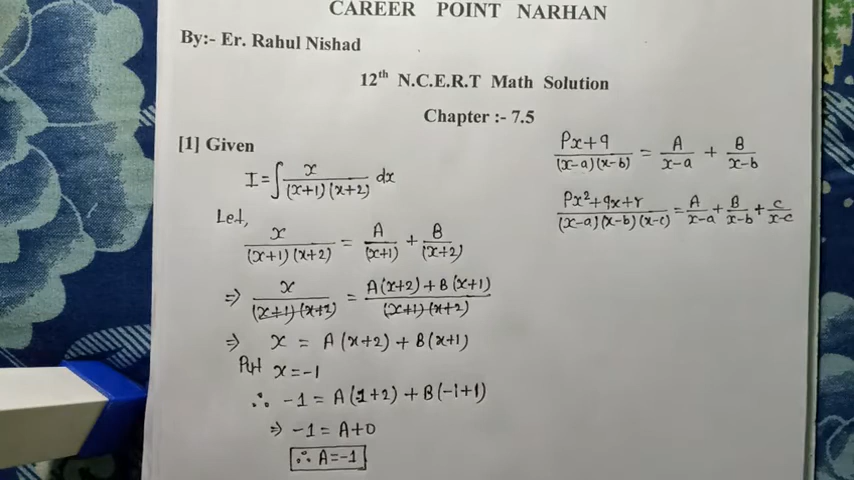 CAREER POINT NARHAN
By:- Er. Rahul Nishad
12th N.C.E.R.T Math Solution
Chapter :- 7.5
[1] Given
I = ∫ x/((x+1)(x+2)) dx
Let,
x/((x+1)(x+2)) = A/(x+1) + B/(x+2)
⇒ x/((x+1)(x+2)) = (A(x+2) + B(x+1))/((x+1)(x+2))
⇒ x = A(x+2) + B(x+1)
Put x = -1
∴ -1 = A(1+2) + B(-1+1)
⇒ -1 = A+0
∴ A = -1
(Px+q)/((x-a)(x-b)) = A/(x-a) + B/(x-b)
(Px²+qx+r)/((x-a)(x-b)(x-c)) = A/(x-a) + B/(x-b) + C/(x-c)